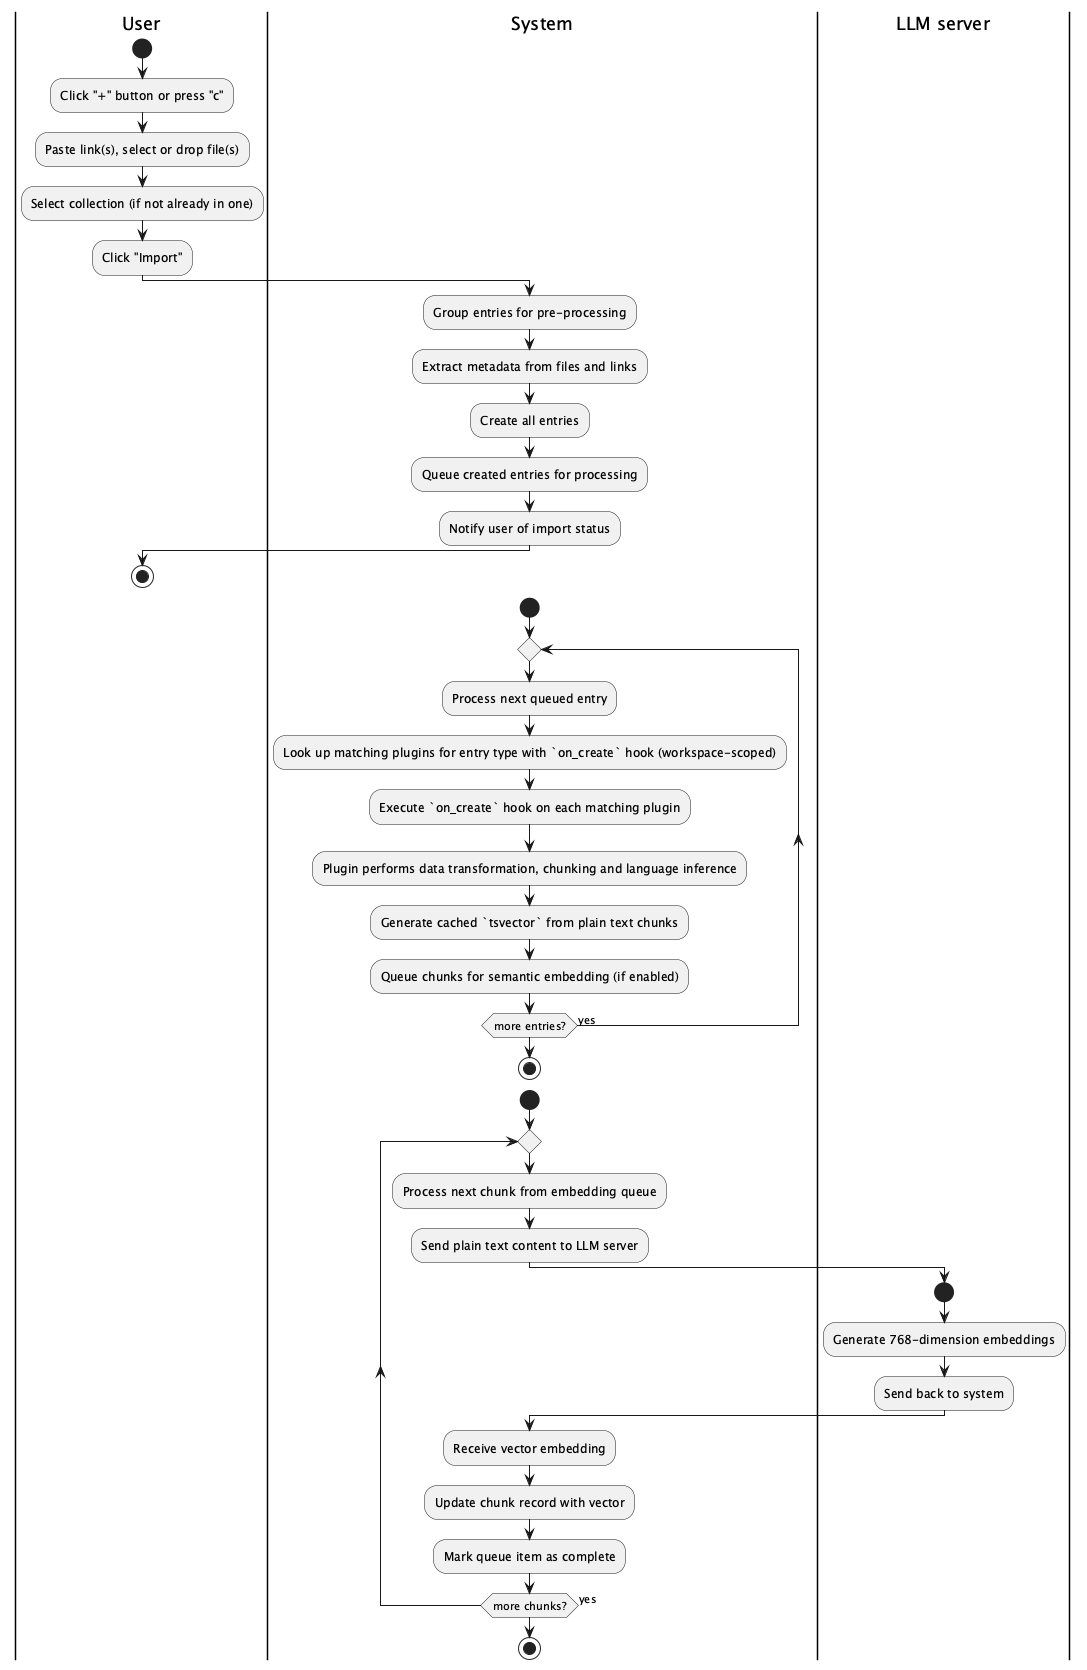 User
System
LLM server
Click "+" button or press "c"
Paste link(s), select or drop file(s)
Select collection (if not already in one)
Click "Import"
Group entries for pre-processing
Extract metadata from files and links
Create all entries
Queue created entries for processing
Notify user of import status
Process next queued entry
Look up matching plugins for entry type with `on_create` hook (workspace-scoped)
Execute `on_create` hook on each matching plugin
Plugin performs data transformation, chunking and language inference
Generate cached `tsvector` from plain text chunks
Queue chunks for semantic embedding (if enabled)
more entries?
yes
Process next chunk from embedding queue
Send plain text content to LLM server
Generate 768-dimension embeddings
Send back to system
Receive vector embedding
Update chunk record with vector
Mark queue item as complete
more chunks?
yes